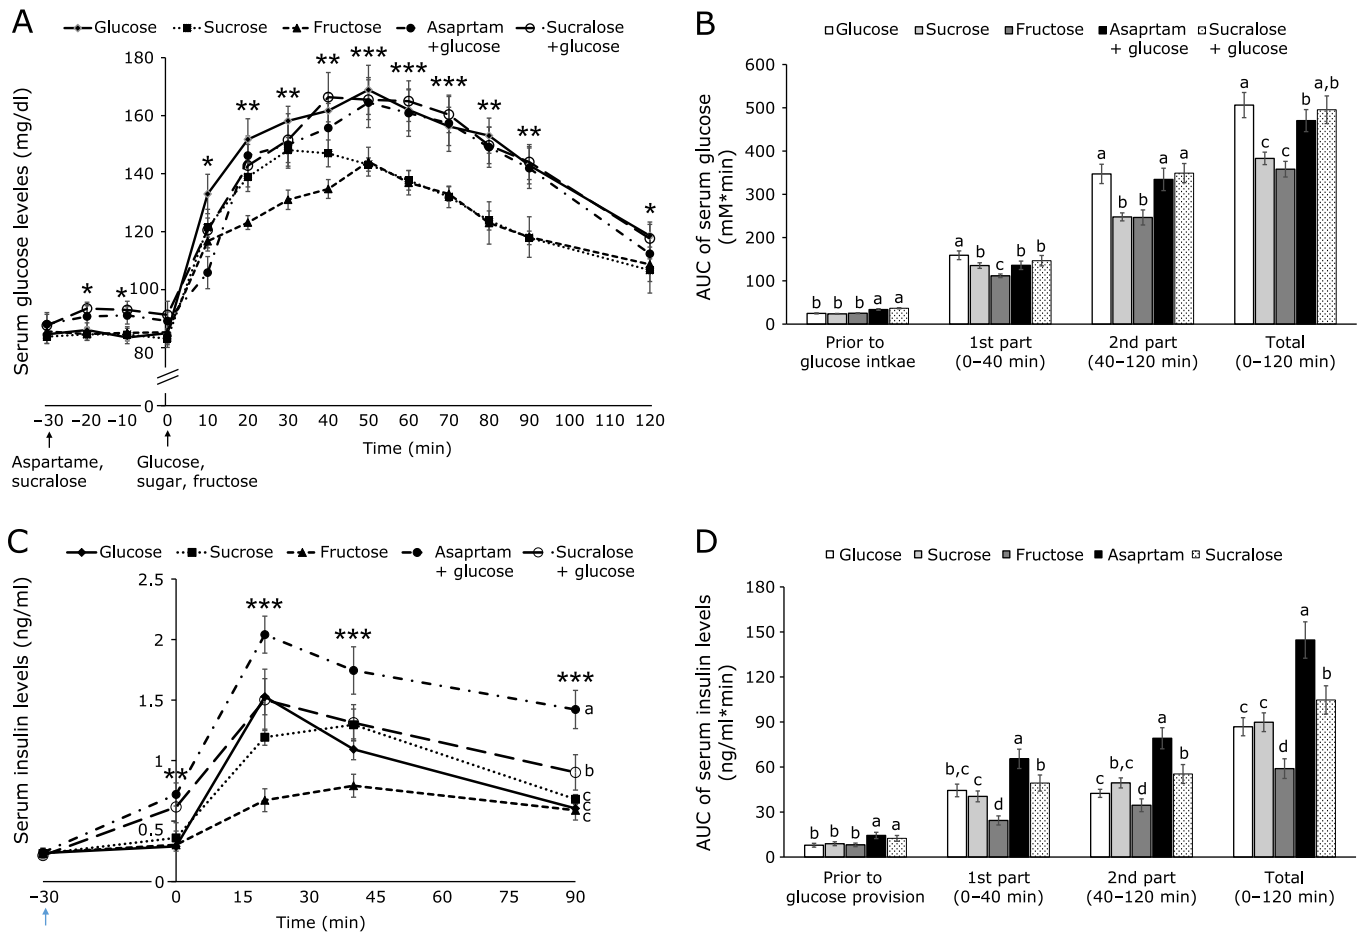 A
Glucose Sucrose Fructose Asaprtam +glucose Sucralose +glucose
Serum glucose leveles (mg/dl)
180
160
140
120
100
80
0
* * * ** ** ** *** *** *** ** ** *
−30 −20 −10 0 10 20 30 40 50 60 70 80 90 100 110 120
Time (min)
Aspartame,
sucralose
Glucose,
sugar, fructose
B
Glucose Sucrose Fructose Asaprtam + glucose Sucralose + glucose
AUC of serum glucose
(mM*min)
600
500
400
300
200
100
0
b b b a a
a b c b b
a b b a a
a c c b a,b
Prior to
glucose intkae
1st part
(0–40 min)
2nd part
(40–120 min)
Total
(0–120 min)
C
Glucose Sucrose Fructose Asaprtam + glucose Sucralose + glucose
Serum insulin levels (ng/ml)
2.5
2
1.5
1
0.5
0
** *** *** ***
a
b
c
c
c
−30 0 15 30 45 60 75 90
Time (min)
D
Glucose Sucrose Fructose Asaprtam Sucralose
AUC of serum insulin levels
(ng/ml*min)
180
150
120
90
60
30
0
b b b a a
b,c c d a b
c b,c d a b
c c d a b
Prior to
glucose provision
1st part
(0–40 min)
2nd part
(40–120 min)
Total
(0–120 min)